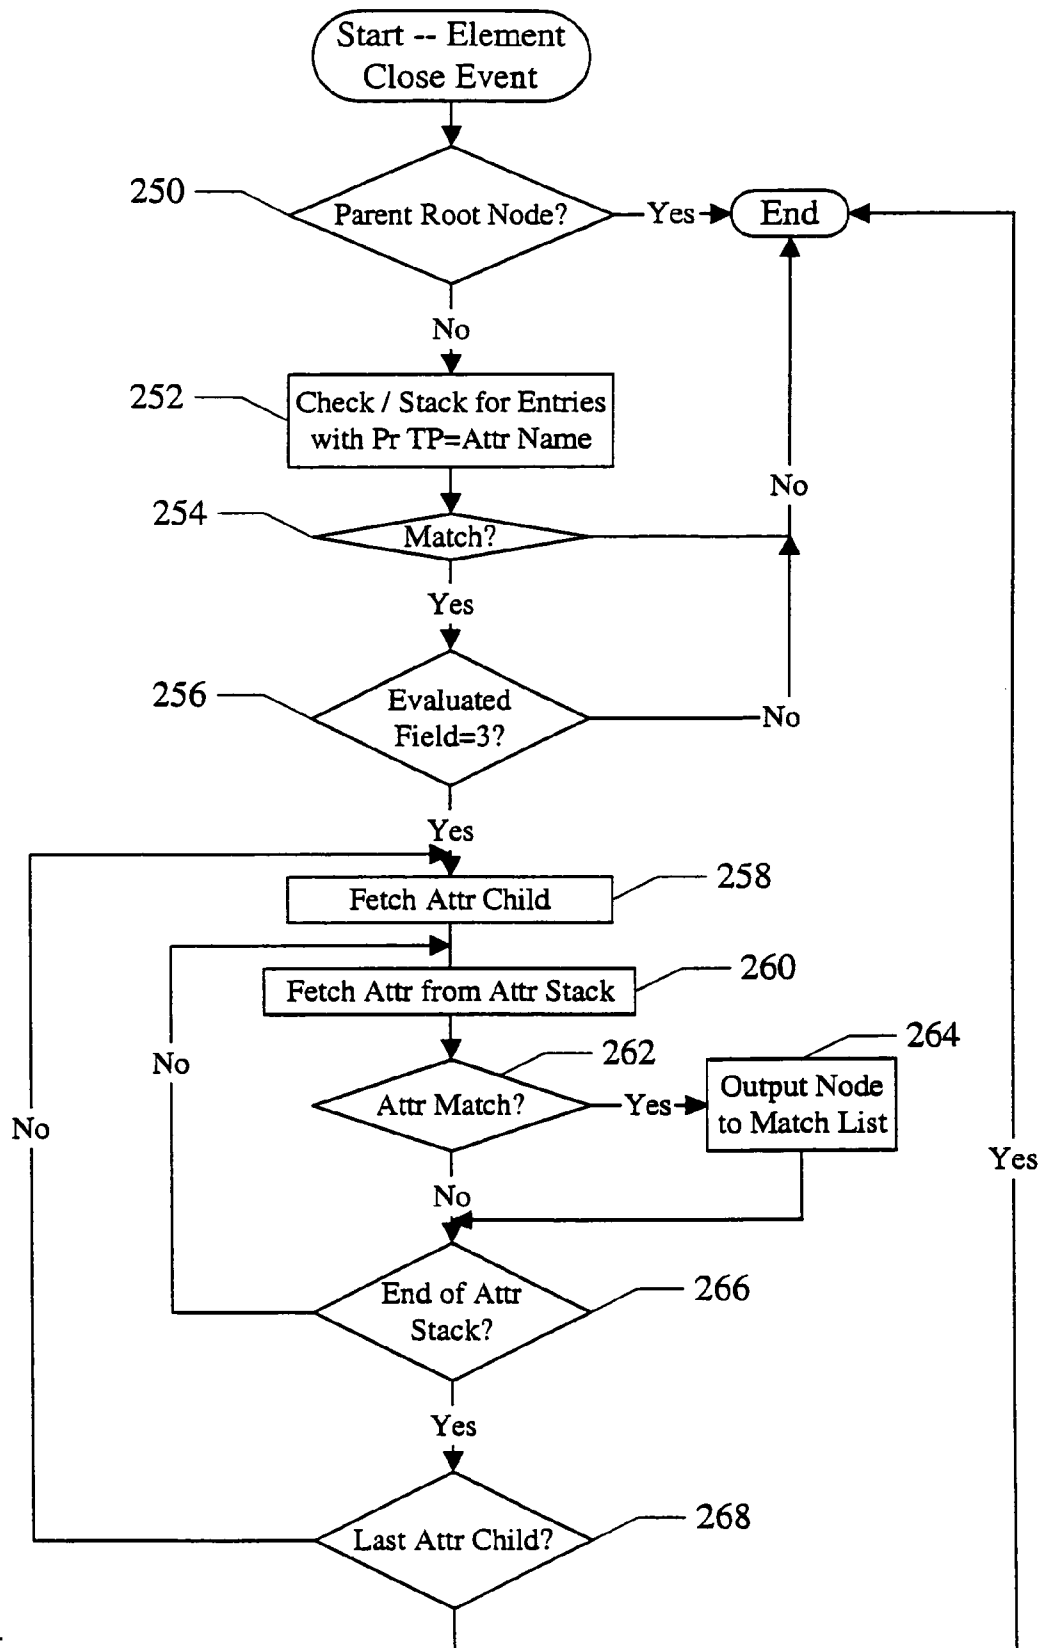 Start -- Element
Close Event
250
Parent Root Node?
Yes
End
No
252
Check / Stack for Entries
with Pr TP=Attr Name
No
254
Match?
Yes
256
Evaluated
Field=3?
No
Yes
258
Fetch Attr Child
260
Fetch Attr from Attr Stack
No
262
264
Attr Match?
Yes
Output Node
to Match List
No
Yes
No
266
End of Attr
Stack?
Yes
268
Last Attr Child?